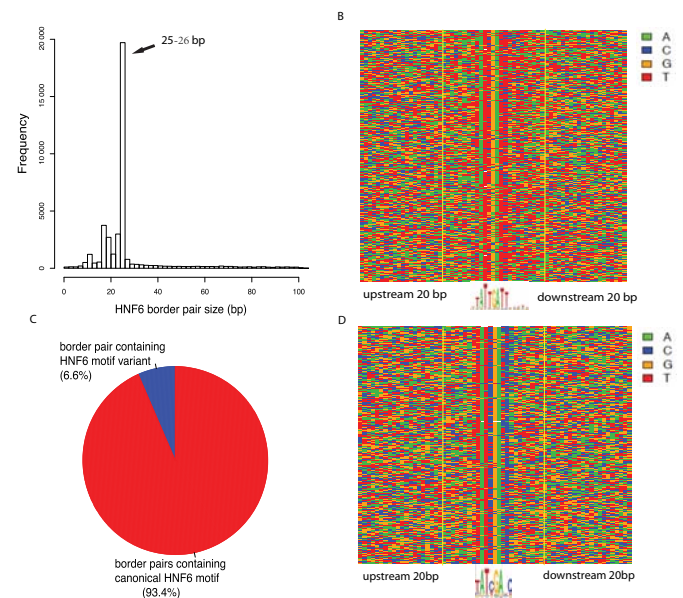 25-26 bp
Frequency
20 000
15 000
10 000
5000
0
0 20 40 60 80 100
HNF6 border pair size (bp)
B
A
C
G
T
upstream 20 bp
downstream 20 bp
C
border pair containing
HNF6 motif variant
(6.6%)
border pairs containing
canonical HNF6 motif
(93.4%)
D
A
C
G
T
upstream 20bp
TATCGA C
downstream 20bp